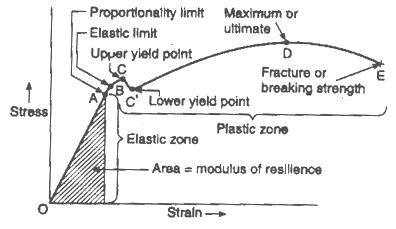 Proportionality limit
Elastic limit
Upper yield point
Maximum or
ultimate
C
D
Fracture or
breaking strength
E
A
B
C'
Lower yield point
Stress
Plastic zone
Elastic zone
Area = modulus of resilience
O
Strain